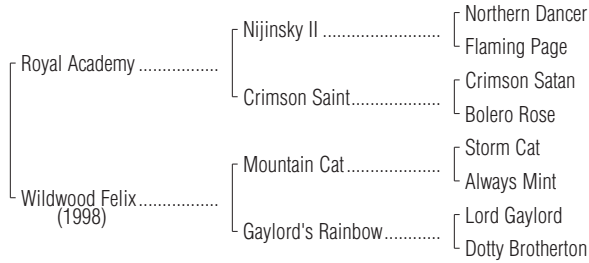 Northern Dancer
Nijinsky II ........................
Flaming Page
Royal Academy ................
Crimson Satan
Crimson Saint..................
Bolero Rose
Storm Cat
Mountain Cat...................
Always Mint
Wildwood Felix................
(1998)
Lord Gaylord
Gaylord's Rainbow...........
Dotty Brotherton